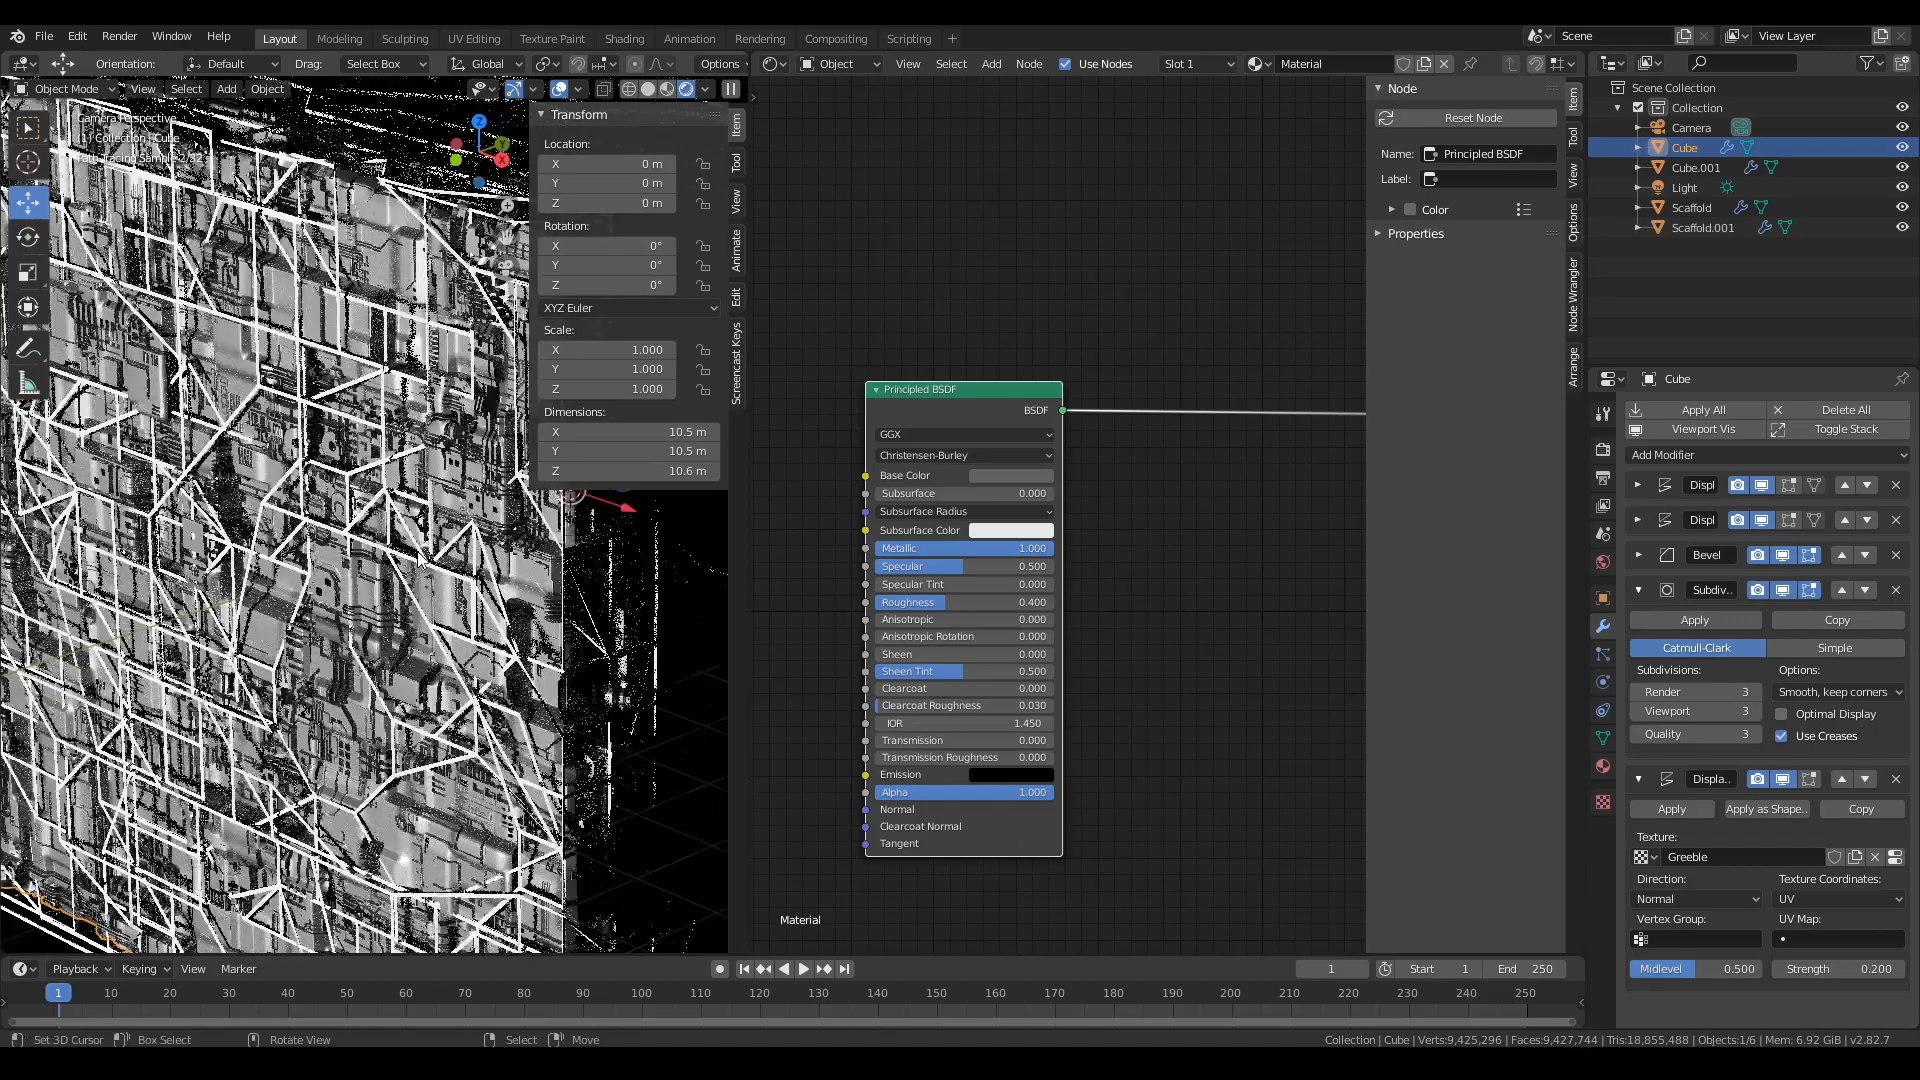 File Edit Render Window Help Layout Modeling Sculpting UV Editing Texture Paint Shading Animation Rendering Compositing Scripting + Scene View Layer
Orientation: Default Drag: Select Box Global Options Object View Select Add Node Use Nodes Slot 1 Material
Object Mode View Select Add Object
Camera Perspective
(1) Collection | Cube
Path Tracing Sample 2/32
Transform
Location:
X 0 m
Y 0 m
Z 0 m
Rotation:
X 0°
Y 0°
Z 0°
XYZ Euler
Scale:
X 1.000
Y 1.000
Z 1.000
Dimensions:
X 10.5 m
Y 10.5 m
Z 10.6 m
Item
Tool
View
Animate
Edit
Screencast Keys
Z
Y
X
Principled BSDF
BSDF
GGX
Christensen-Burley
Base Color
Subsurface 0.000
Subsurface Radius
Subsurface Color
Metallic 1.000
Specular 0.500
Specular Tint 0.000
Roughness 0.400
Anisotropic 0.000
Anisotropic Rotation 0.000
Sheen 0.000
Sheen Tint 0.500
Clearcoat 0.000
Clearcoat Roughness 0.030
IOR 1.450
Transmission 0.000
Transmission Roughness 0.000
Emission
Alpha 1.000
Normal
Clearcoat Normal
Tangent
Material
Node
Reset Node
Name: Principled BSDF
Label:
Color
Properties
Item
Tool
View
Options
Node Wrangler
Arrange
Scene Collection
Collection
Camera
Cube
Cube.001
Light
Scaffold
Scaffold.001
Cube
Apply All Delete All
Viewport Vis Toggle Stack
Add Modifier
Displ
Displ
Bevel
Subdiv..
Apply Copy
Catmull-Clark Simple
Subdivisions: Options:
Render 3 Smooth, keep corners
Viewport 3 Optimal Display
Quality 3 Use Creases
Displa..
Apply Apply as Shape.. Copy
Texture:
Greeble
Direction: Texture Coordinates:
Normal UV
Vertex Group: UV Map:
Midlevel 0.500 Strength 0.200
Playback Keying View Marker 1 Start 1 End 250
1 10 20 30 40 50 60 70 80 90 100 110 120 130 140 150 160 170 180 190 200 210 220 230 240 250
Set 3D Cursor Box Select Rotate View Select Move Collection | Cube | Verts:9,425,296 | Faces:9,427,744 | Tris:18,855,488 | Objects:1/6 | Mem: 6.92 GiB | v2.82.7